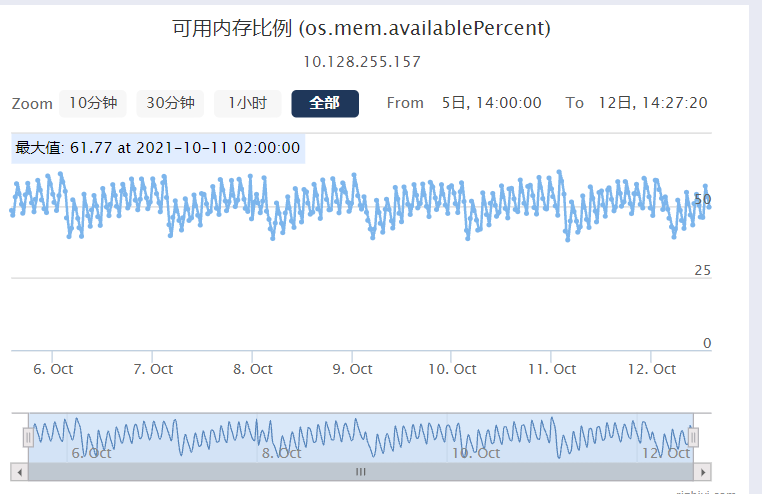 可用内存比例 (os.mem.availablePercent)
10.128.255.157
Zoom 10分钟 30分钟 1小时 全部 From 5日, 14:00:00 To 12日, 14:27:20
最大值: 61.77 at 2021-10-11 02:00:00
50
25
0
6. Oct 7. Oct 8. Oct 9. Oct 10. Oct 11. Oct 12. Oct
6. Oct 8. Oct 10. Oct 12. Oct